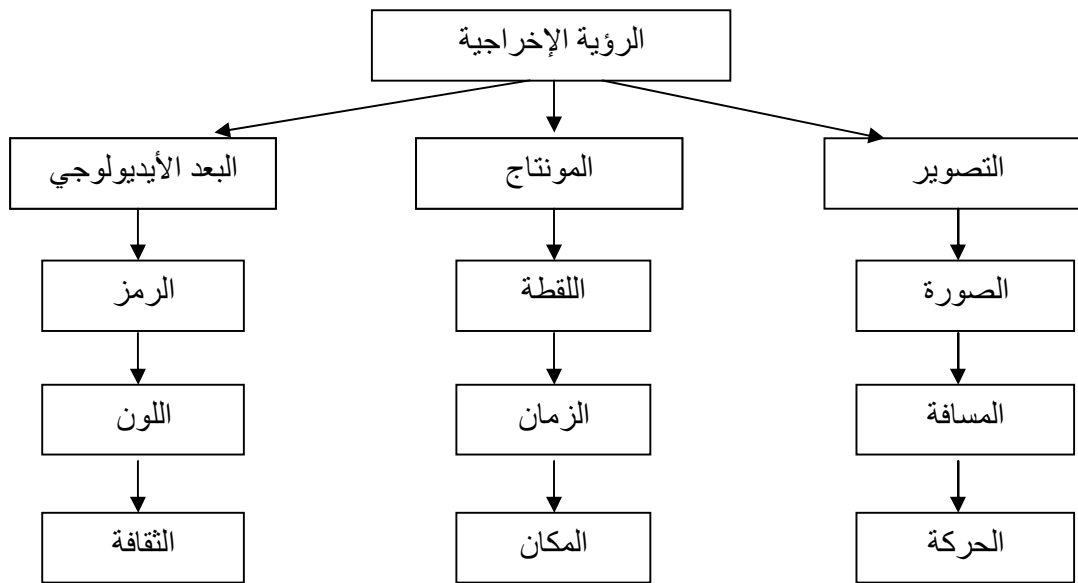 الرؤية الإخراجية
التصوير
المونتاج
البعد الأيديولوجي
الصورة
اللقطة
الرمز
المسافة
الزمان
اللون
الحركة
المكان
الثقافة